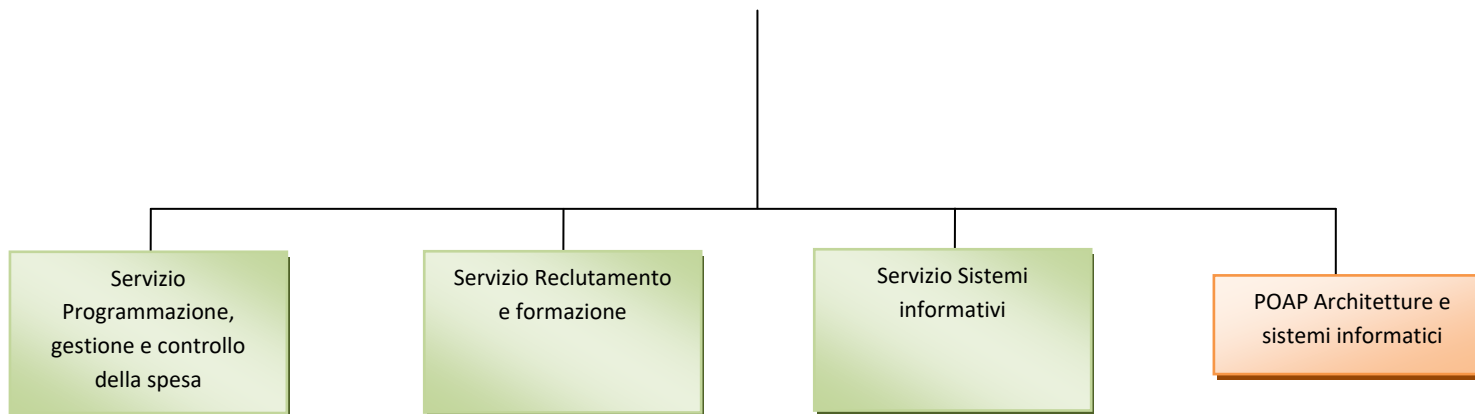 Servizio
Programmazione,
gestione e controllo
della spesa
Servizio Reclutamento
e formazione
Servizio Sistemi
informativi
POAP Architetture e
sistemi informatici